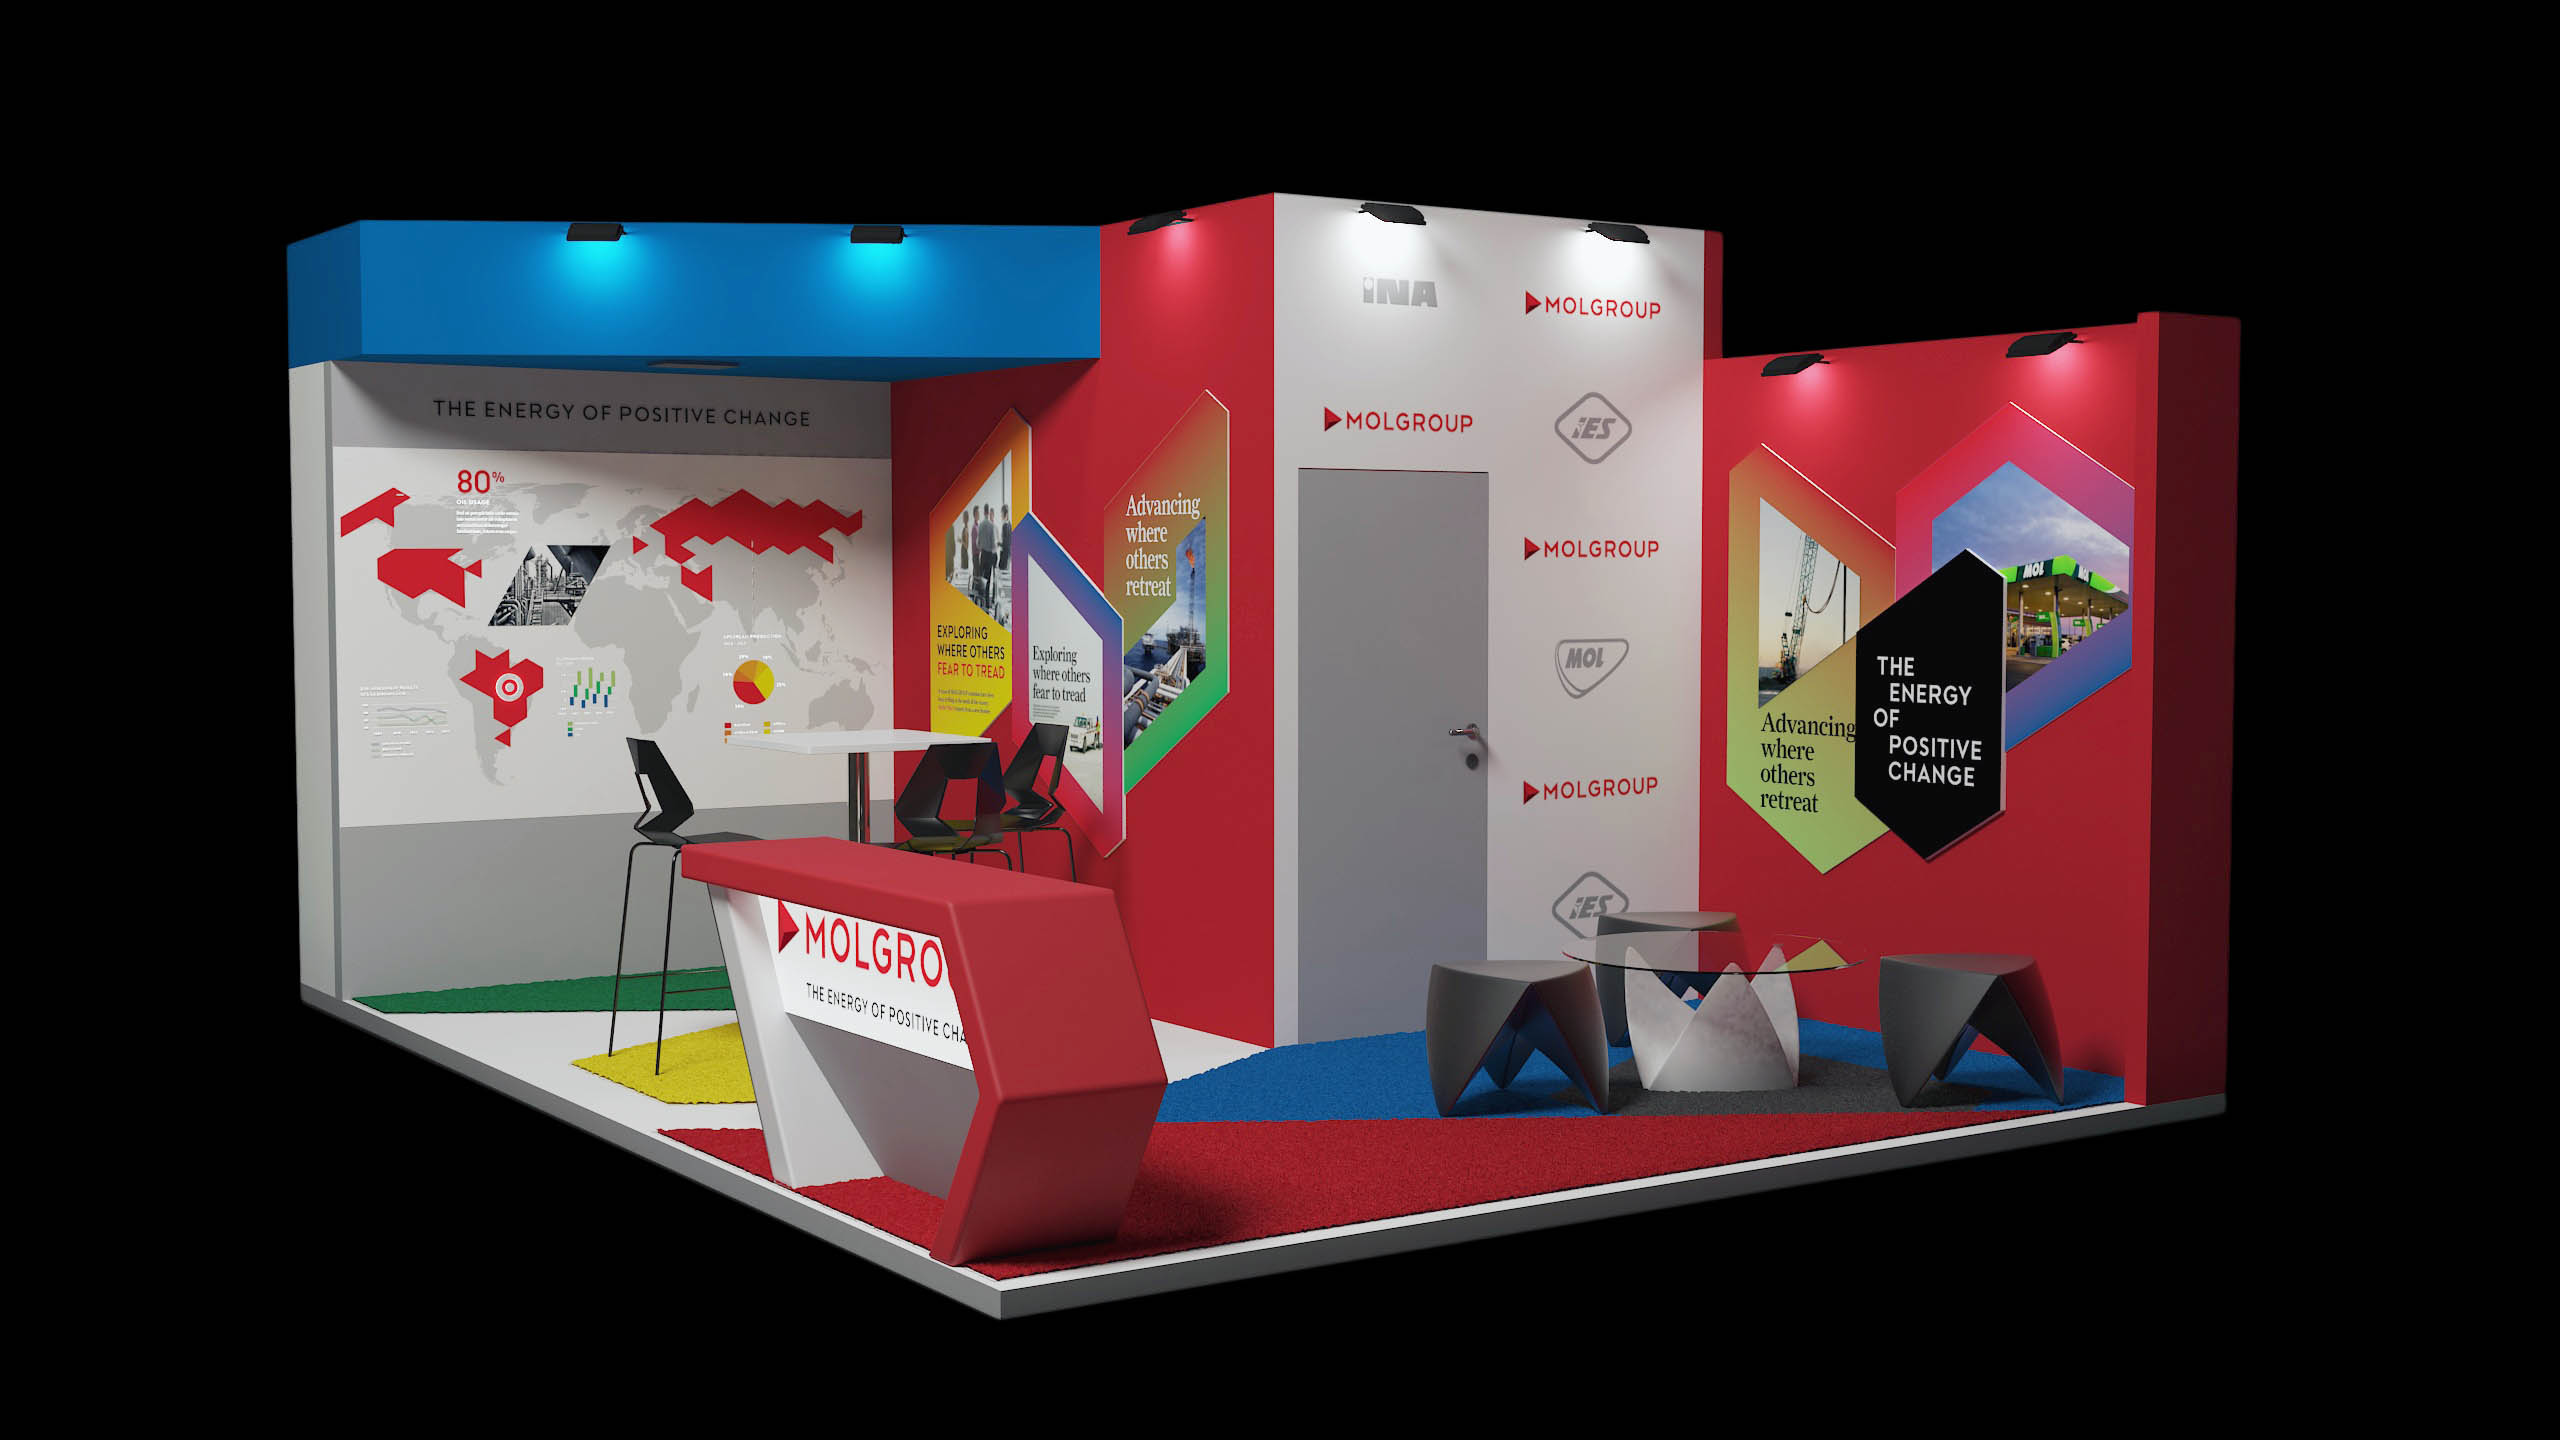 THE ENERGY OF POSITIVE CHANGE
80%
OIL USAGE
EXPLORING
WHERE OTHERS
FEAR TO TREAD
Exploring
where others
fear to tread
Advancing
where
others
retreat
INA
MOLGROUP
MOLGROUP
iES
MOLGROUP
MOL
MOLGROUP
iES
MOLGRO
THE ENERGY OF POSITIVE CHA
Advancing
where
others
retreat
MOL
MOL
THE
ENERGY
OF
POSITIVE
CHANGE